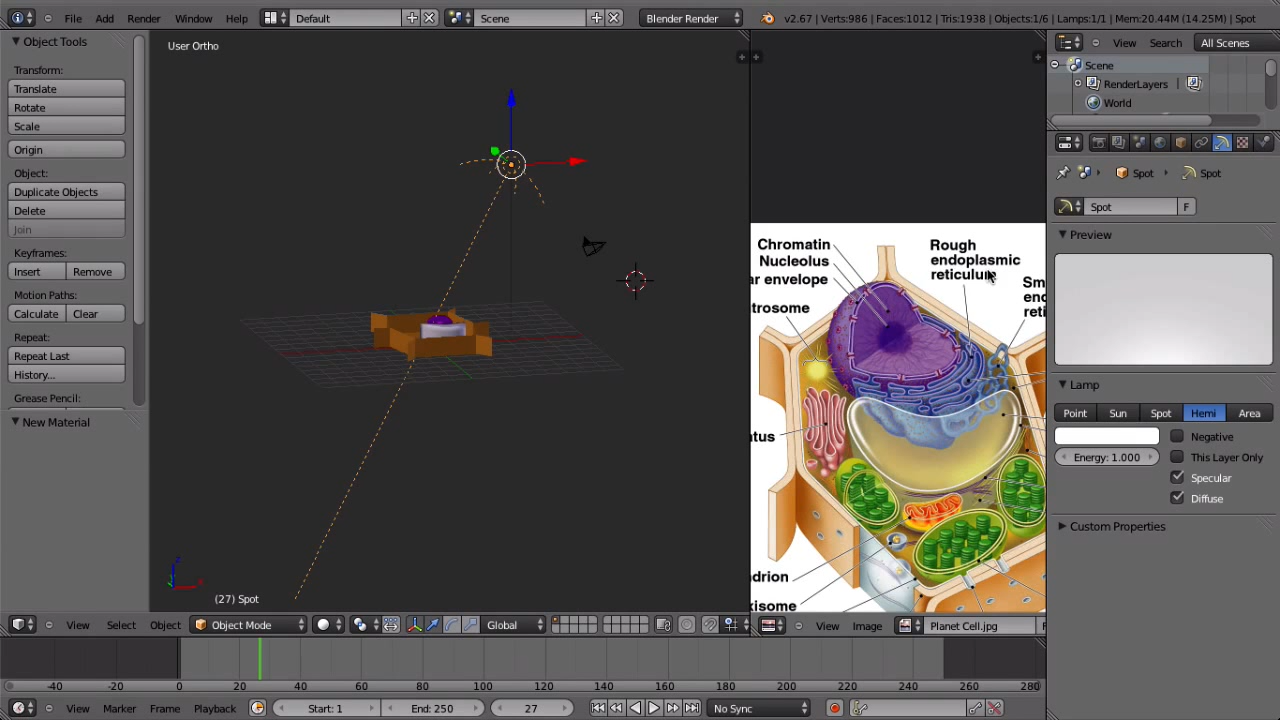 File Add Render Window Help Default Scene Blender Render v2.67 | Verts:986 | Faces:1012 | Tris:1938 | Objects:1/6 | Lamps:1/1 | Mem:20.44M (14.25M) | Spot
Object Tools
Transform:
Translate
Rotate
Scale
Origin
Object:
Duplicate Objects
Delete
Join
Keyframes:
Insert Remove
Motion Paths:
Calculate Clear
Repeat:
Repeat Last
History...
Grease Pencil:
New Material
User Ortho
(27) Spot
View Select Object Object Mode Global
Chromatin
Nucleolus
ar envelope
trosome
Rough
endoplasmic
reticulum
Sm
end
reti
atus
drion
xisome
View Image Planet Cell.jpg F
View Search All Scenes
Scene
RenderLayers
World
Spot Spot
Spot F
Preview
Lamp
Point Sun Spot Hemi Area
Negative
Energy: 1.000 This Layer Only
Specular
Diffuse
Custom Properties
-40 -20 0 20 40 60 80 100 120 140 160 180 200 220 240 260 280
View Marker Frame Playback Start: 1 End: 250 27 No Sync